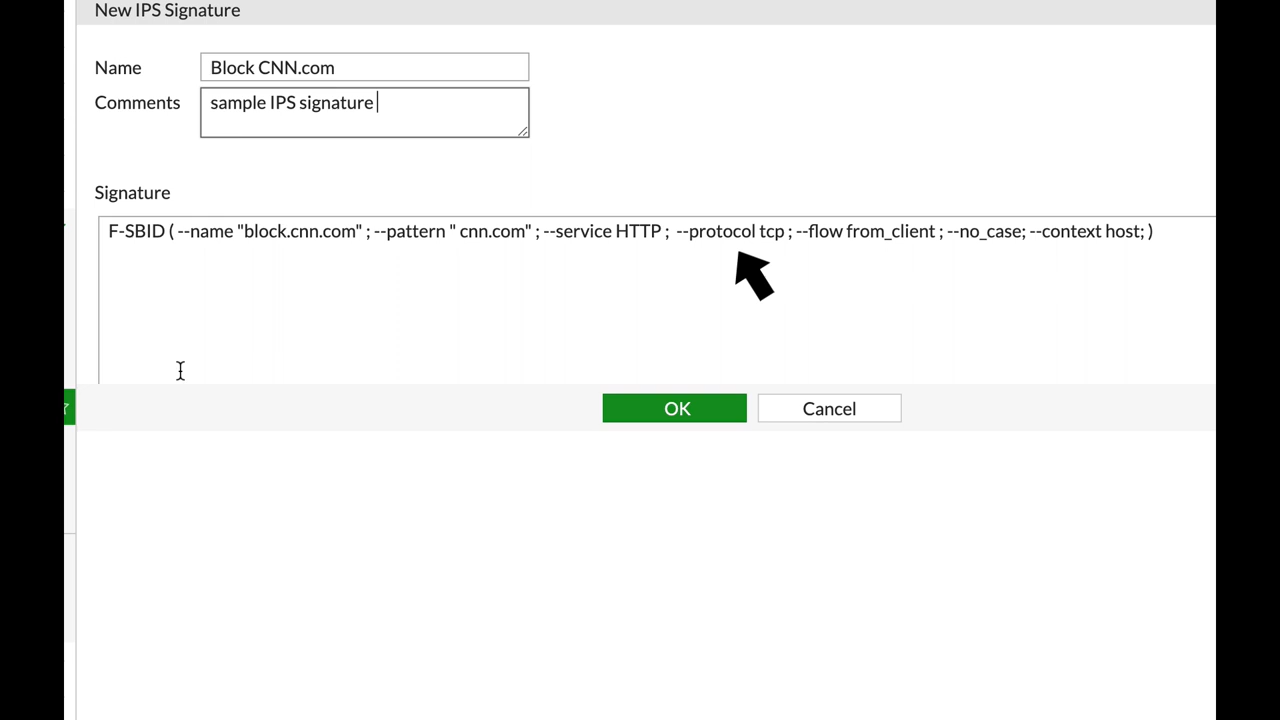 New IPS Signature
Name Block CNN.com
Comments sample IPS signature
Signature
F-SBID ( --name "block.cnn.com" ; --pattern " cnn.com" ; --service HTTP ; --protocol tcp ; --flow from_client ; --no_case; --context host; )
OK Cancel